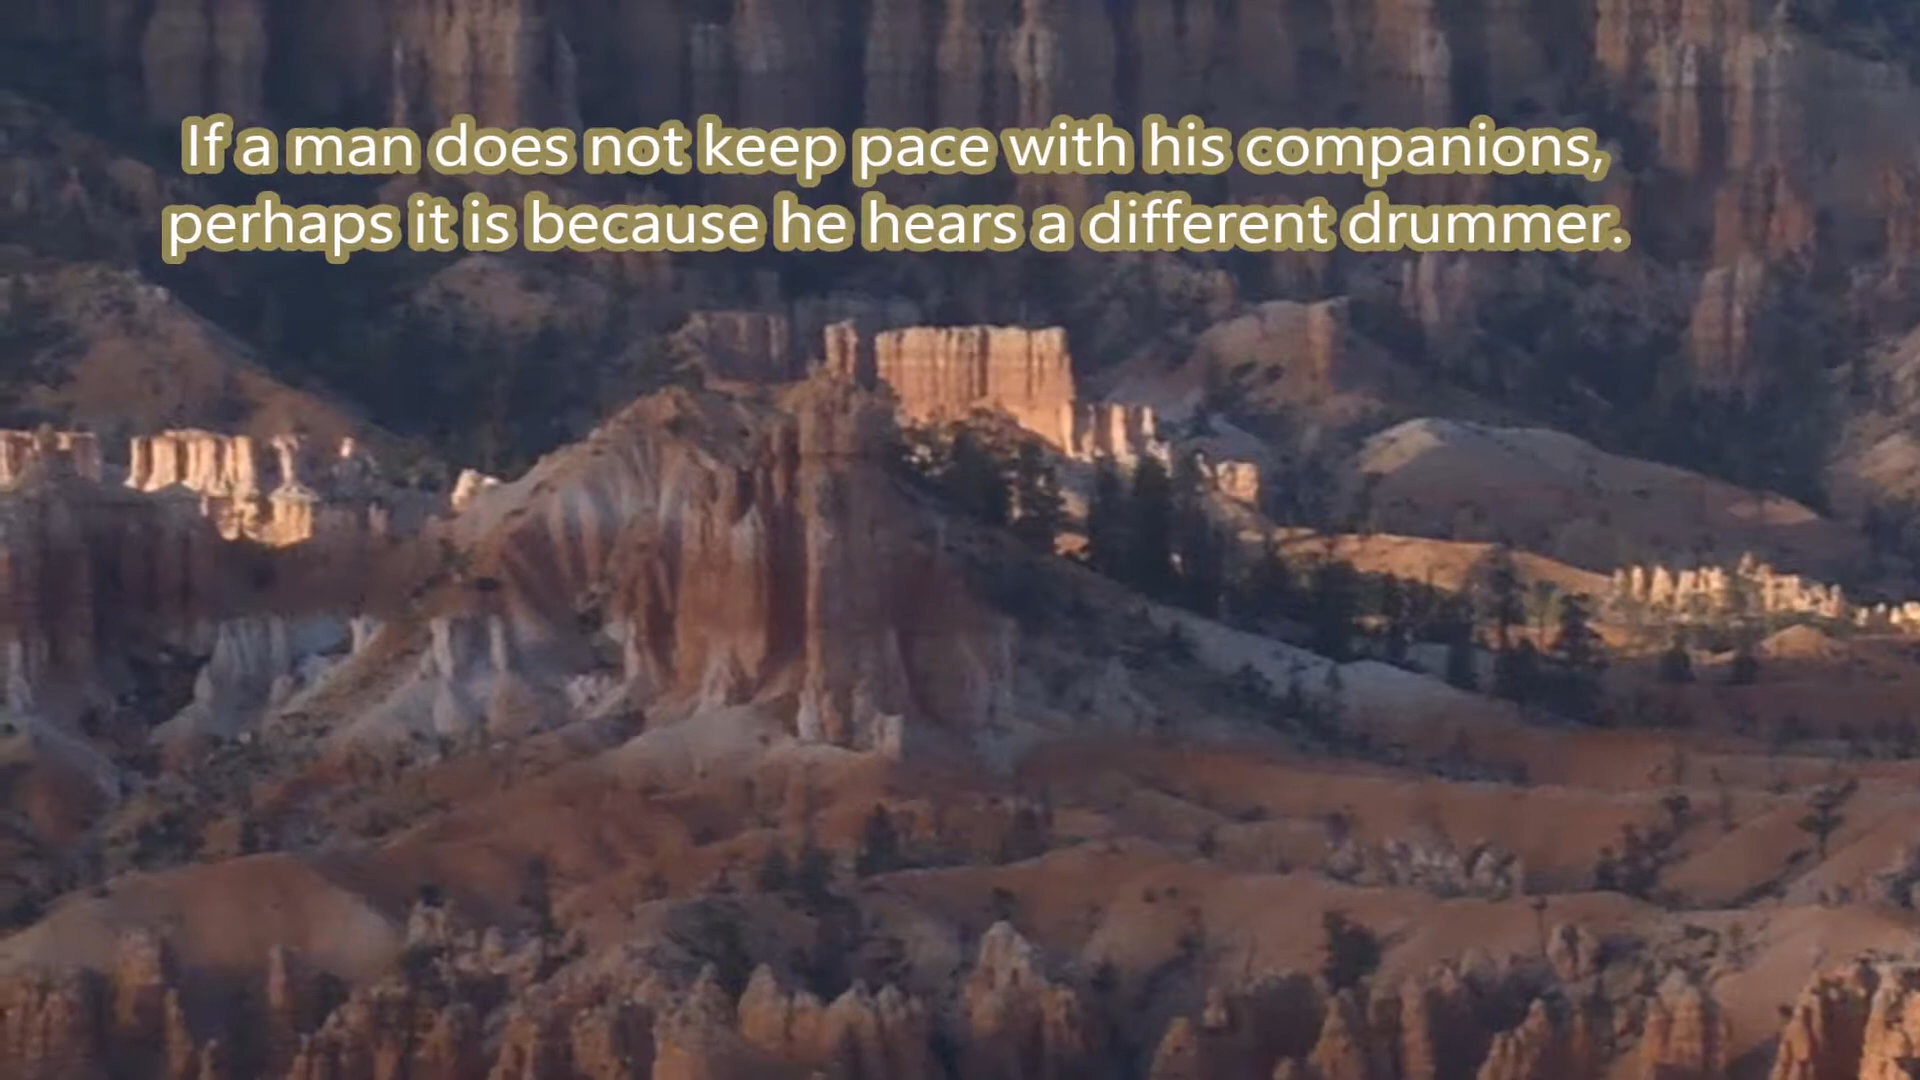 If a man does not keep pace with his companions,
perhaps it is because he hears a different drummer.